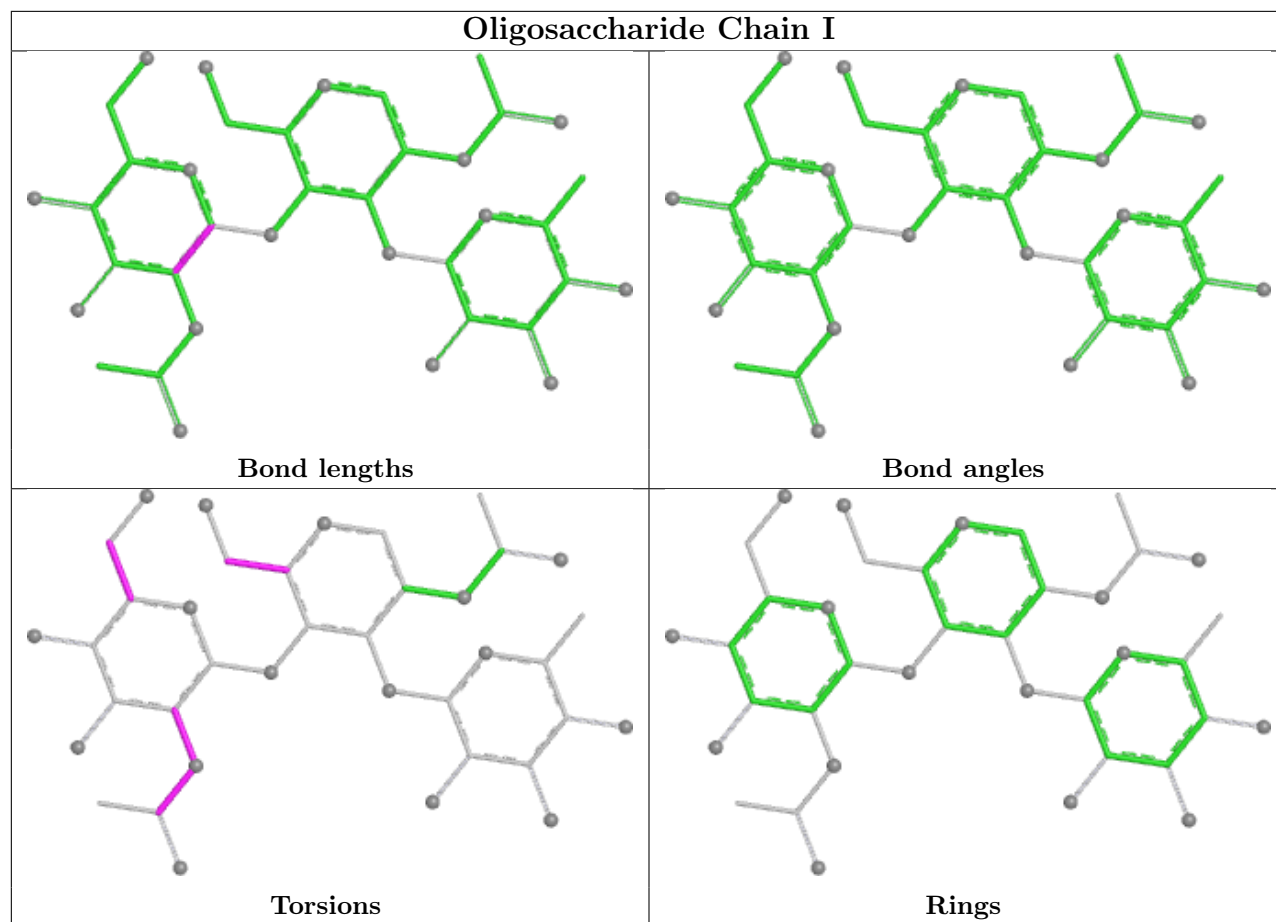 Oligosaccharide Chain I
Bond lengths
Bond angles
Torsions
Rings